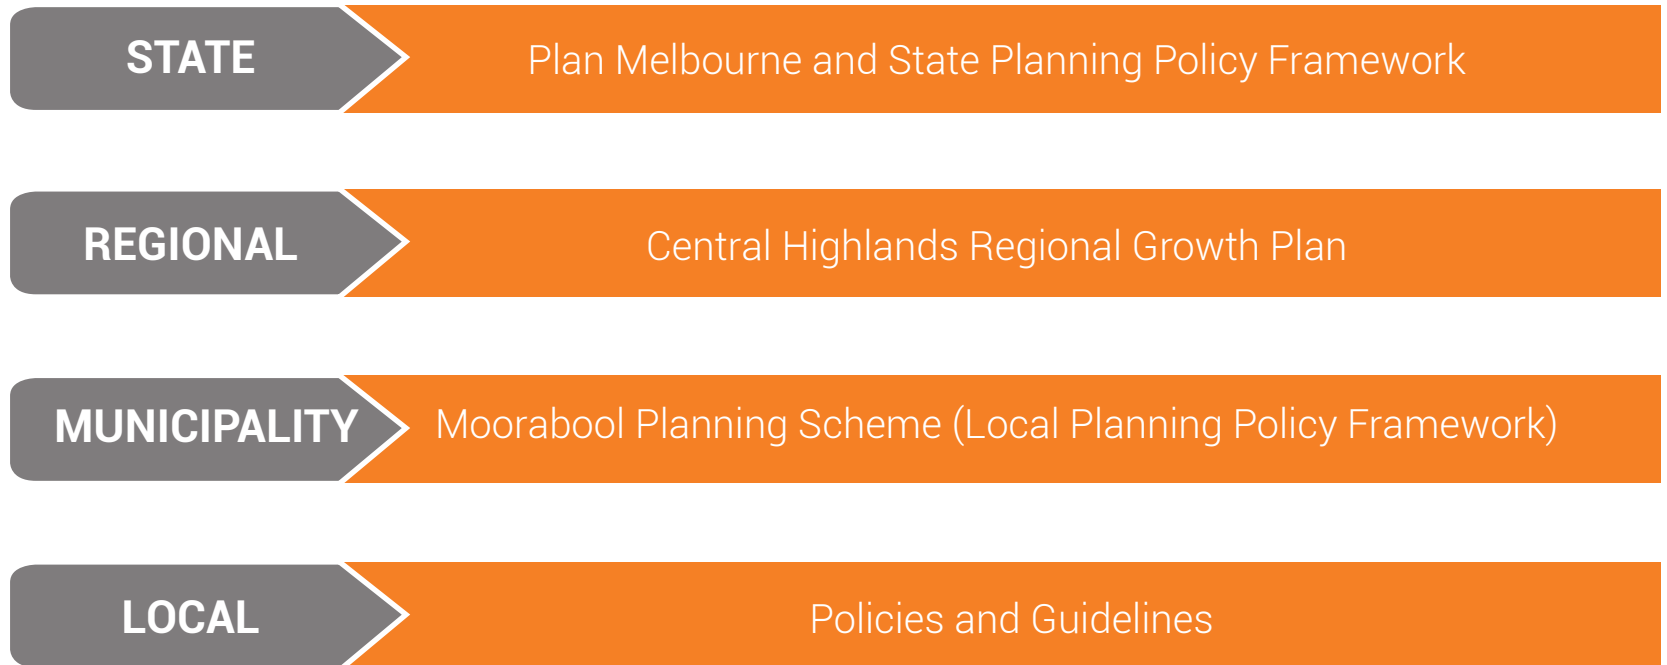 STATE
Plan Melbourne and State Planning Policy Framework
REGIONAL
Central Highlands Regional Growth Plan
MUNICIPALITY
Moorabool Planning Scheme (Local Planning Policy Framework)
LOCAL
Policies and Guidelines